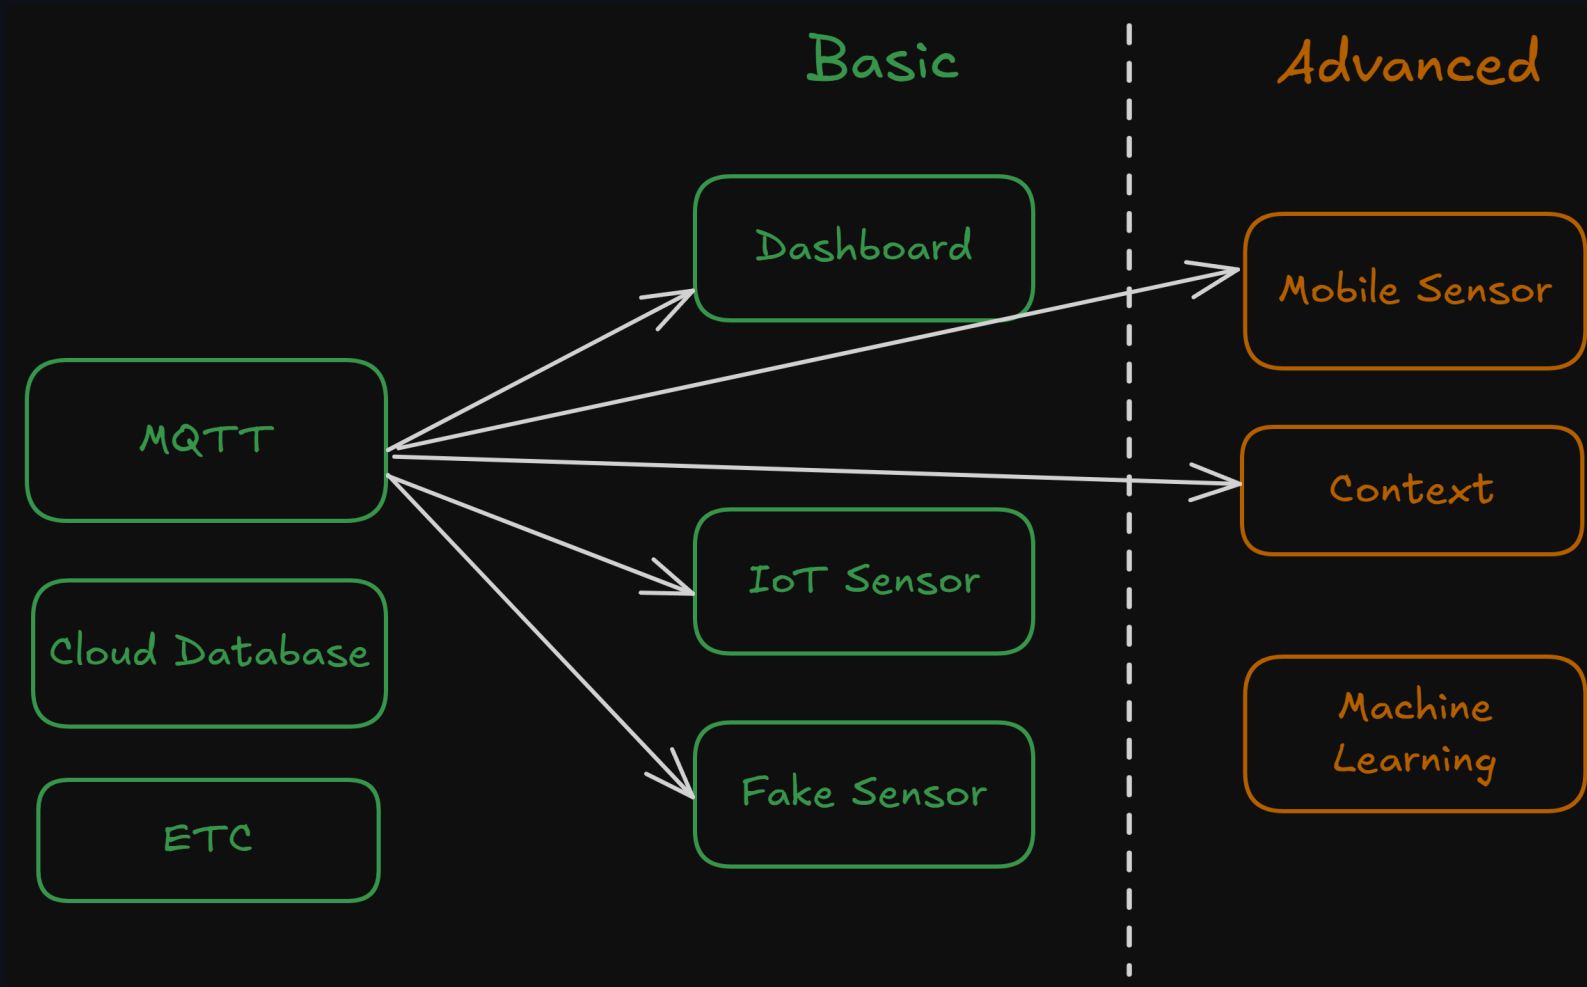 Basic
Advanced
Dashboard
Mobile Sensor
MQTT
Context
IoT Sensor
Cloud Database
Machine
Learning
Fake Sensor
ETC